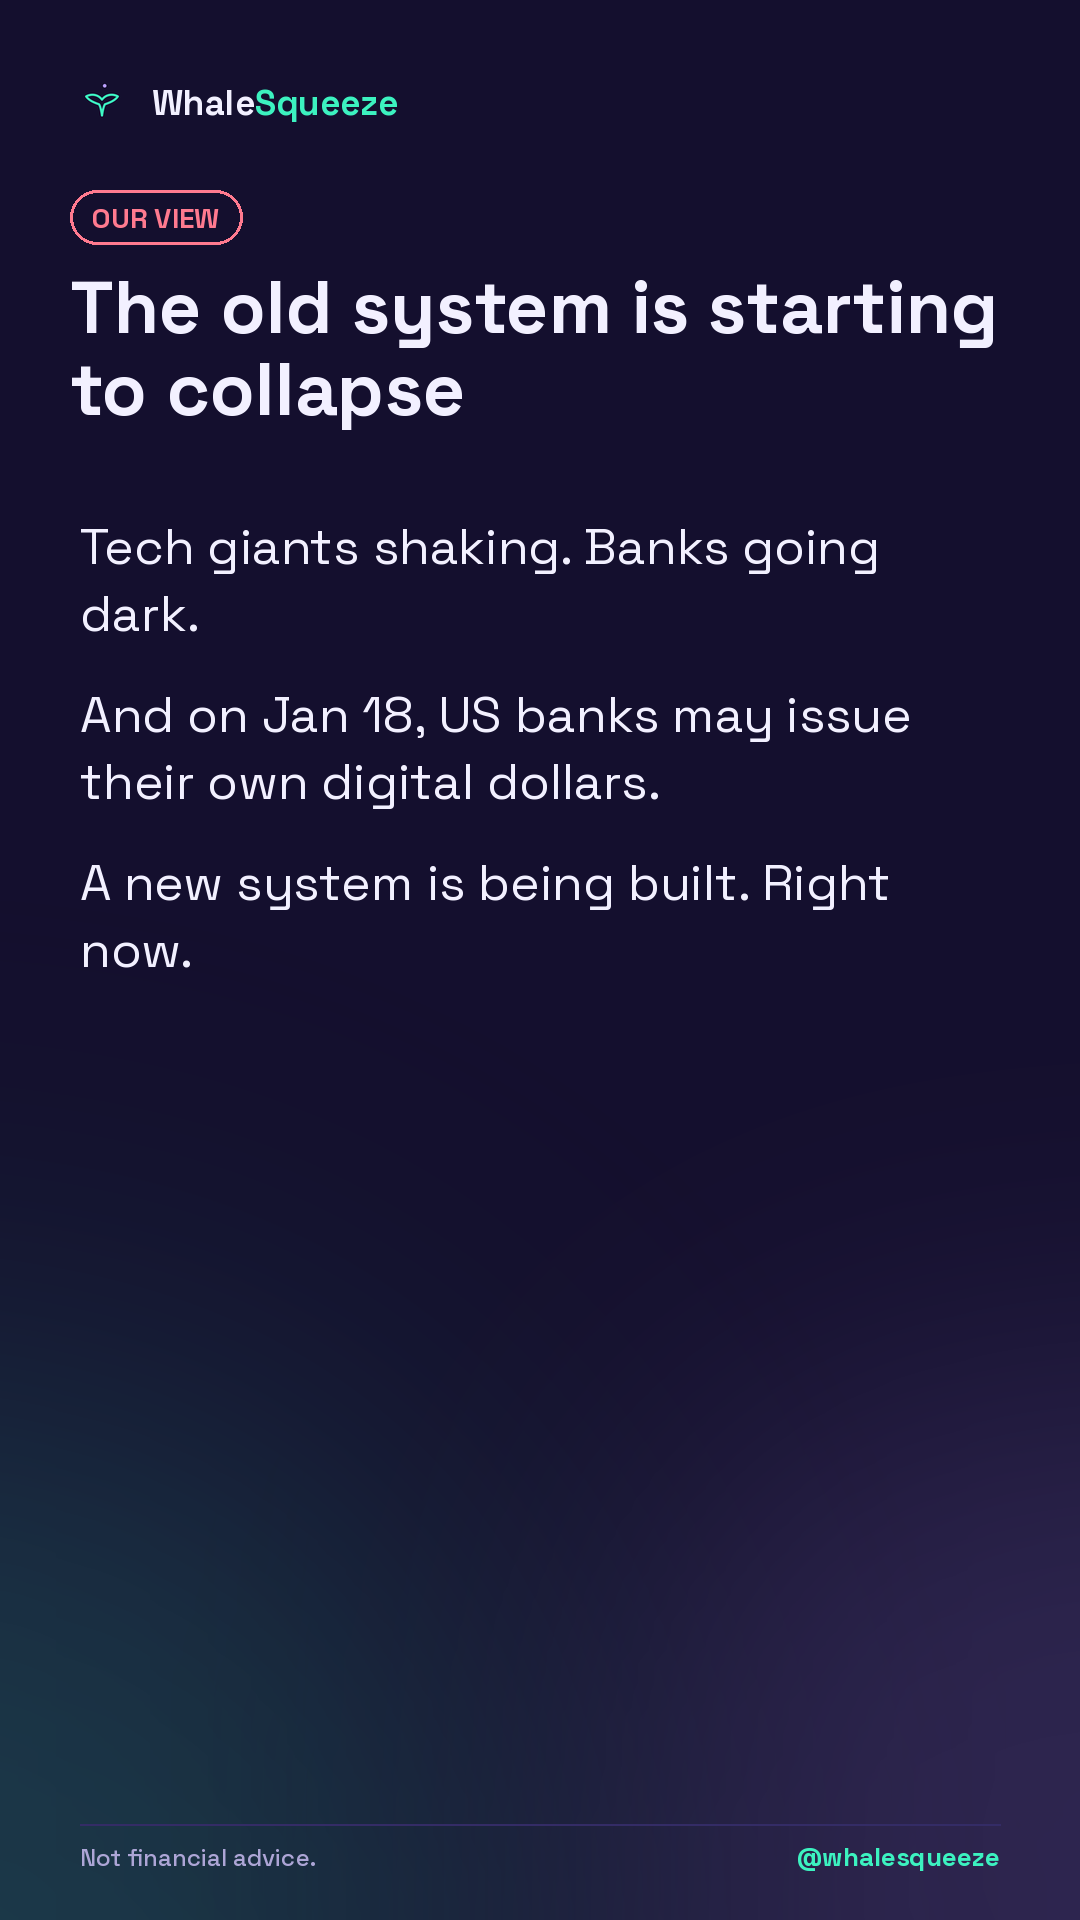 WhaleSqueeze
OUR VIEW
The old system is starting
to collapse
Tech giants shaking. Banks going
dark.
And on Jan 18, US banks may issue
their own digital dollars.
A new system is being built. Right
now.
Not financial advice.
@whalesqueeze